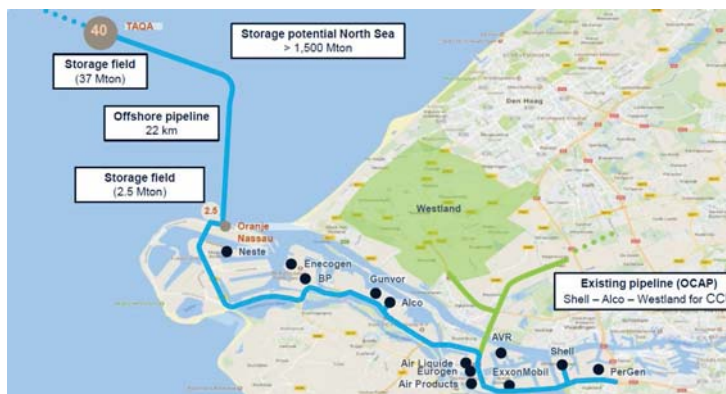 40
TAQA
Storage potential North Sea
> 1,500 Mton
Storage field
(37 Mton)
Offshore pipeline
22 km
Den Haag
Storage field
(2.5 Mton)
2.5
Westland
Oranje
Nassau
Neste
Enecogen
BP
Gunvor
Alco
Existing pipeline (OCAP)
Shell – Alco – Westland for CC
AVR
Air Liquide
Eurogen
Air Products
ExxonMobil
Shell
PerGen